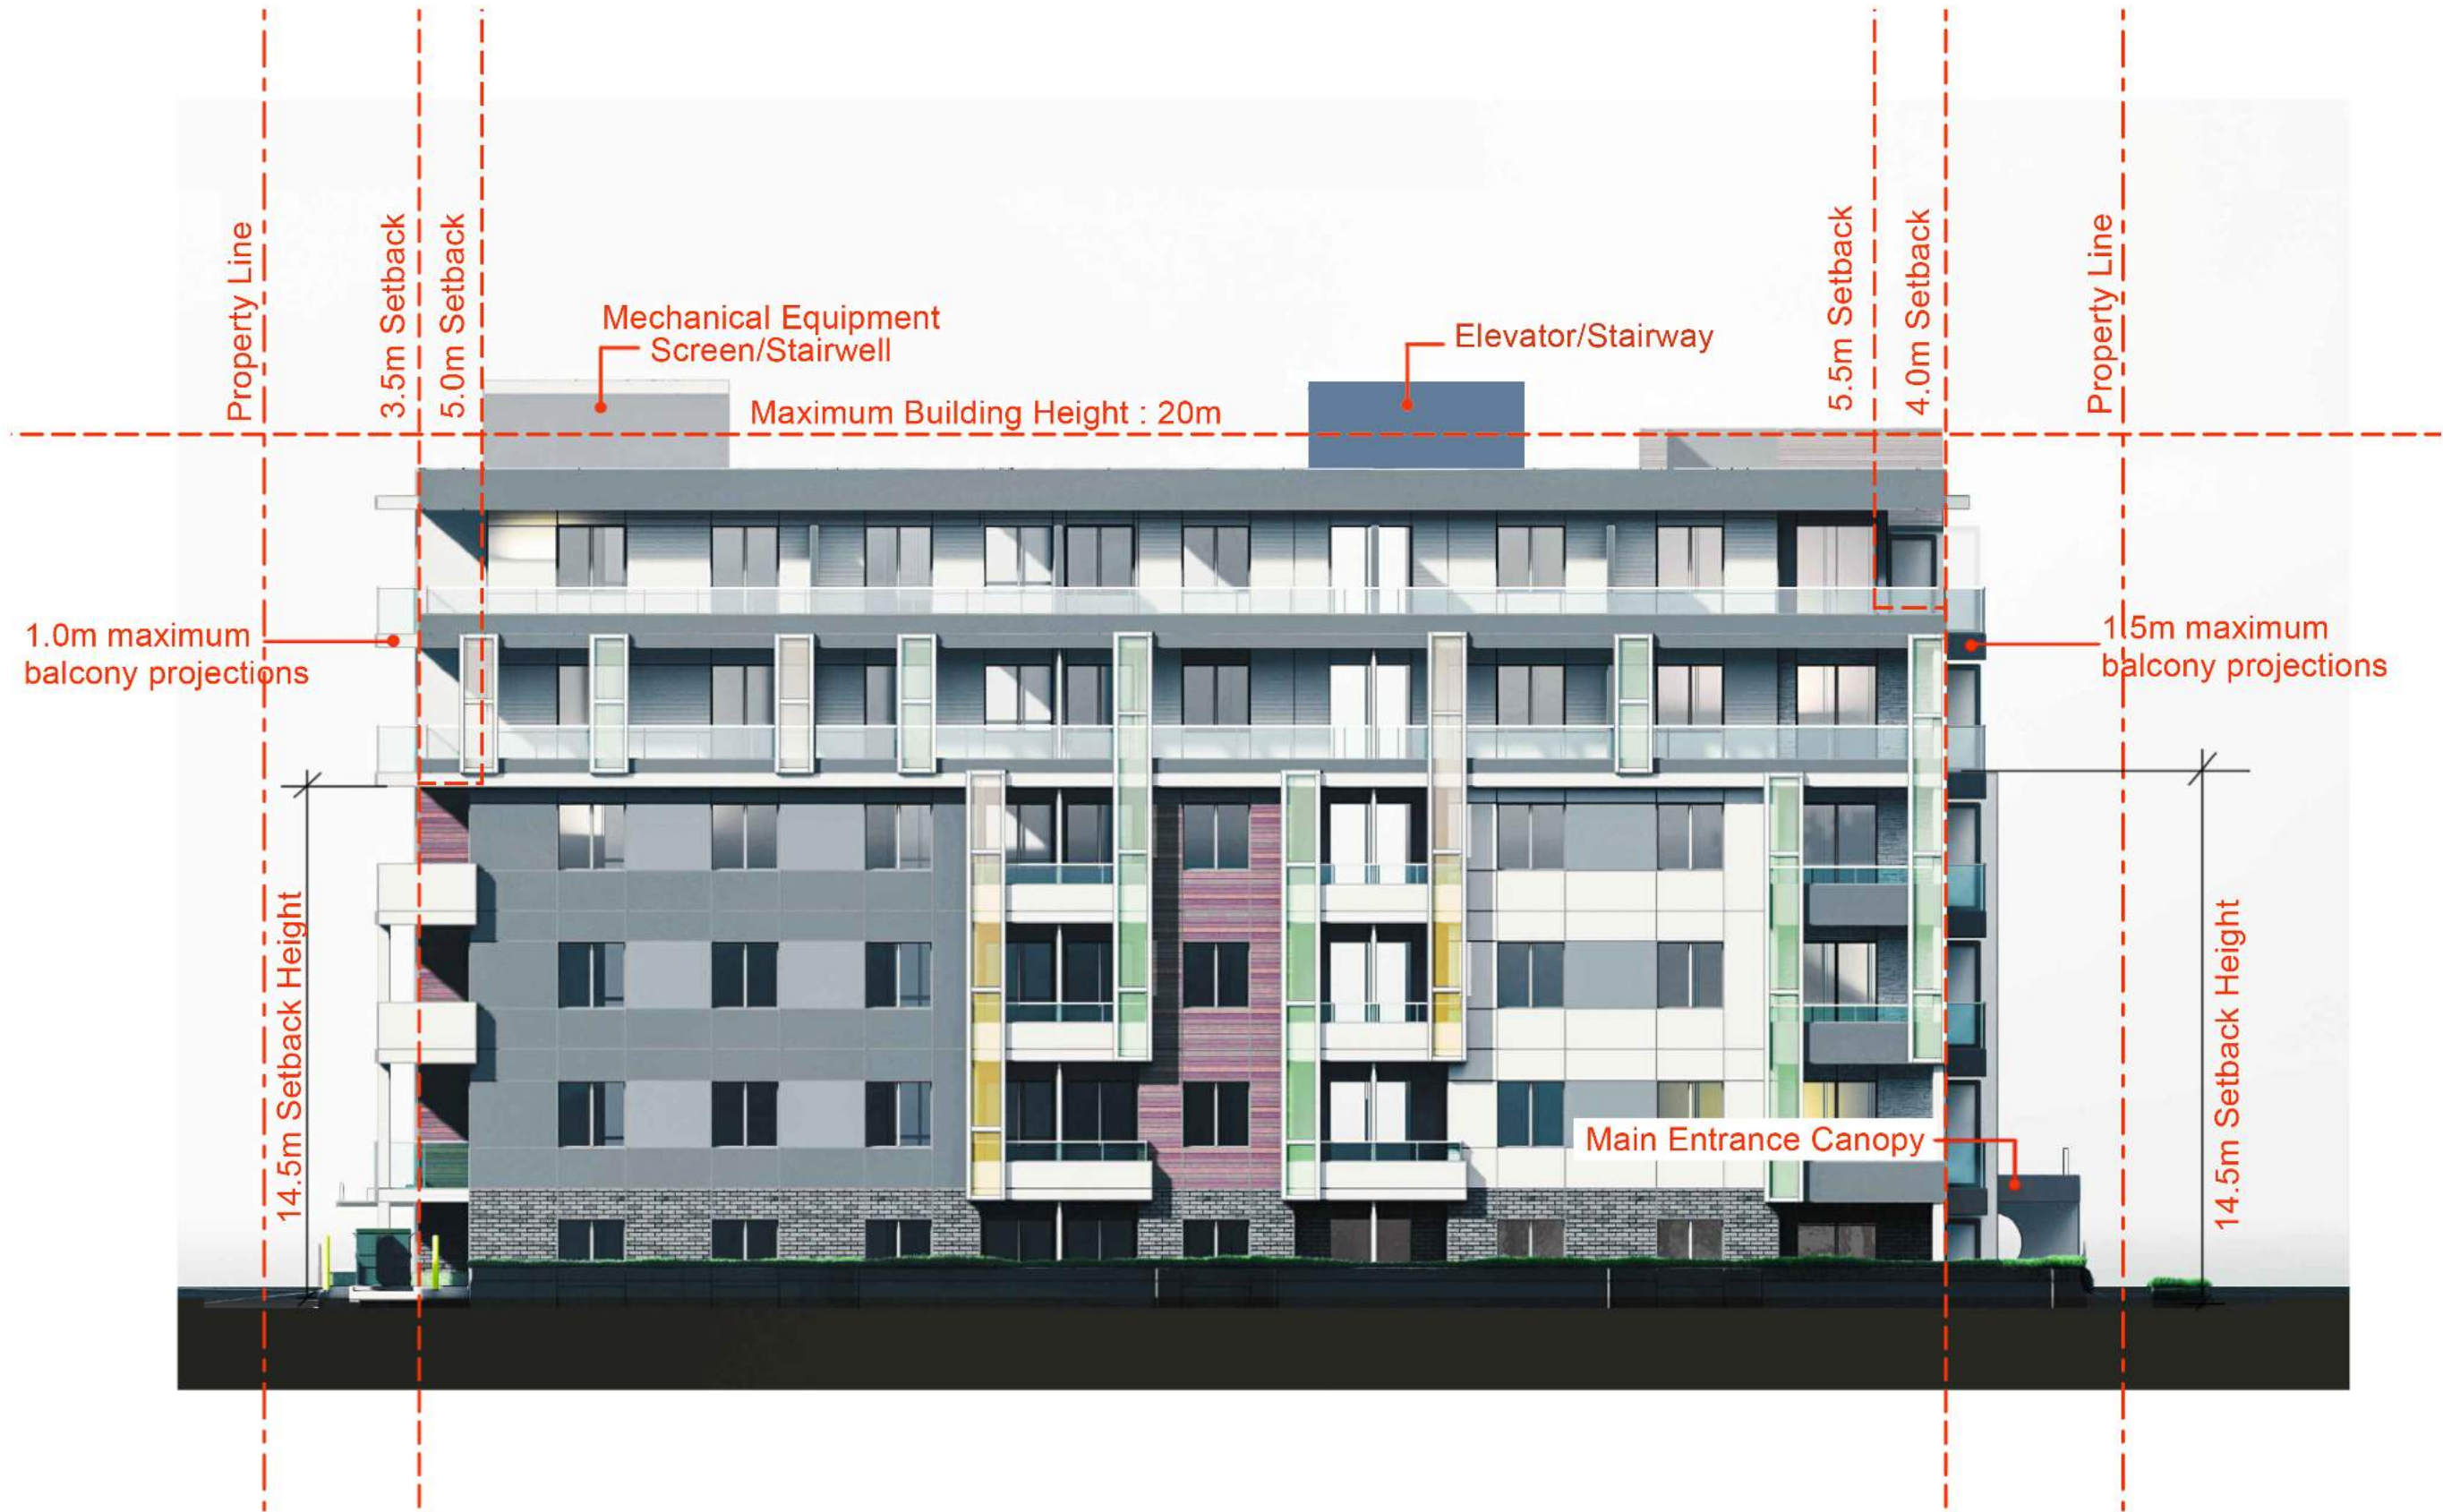 Property Line
3.5m Setback
5.0m Setback
5.5m Setback
4.0m Setback
Property Line
Mechanical Equipment
Screen/Stairwell
Elevator/Stairway
Maximum Building Height : 20m
1.0m maximum
balcony projections
1.5m maximum
balcony projections
14.5m Setback Height
14.5m Setback Height
Main Entrance Canopy